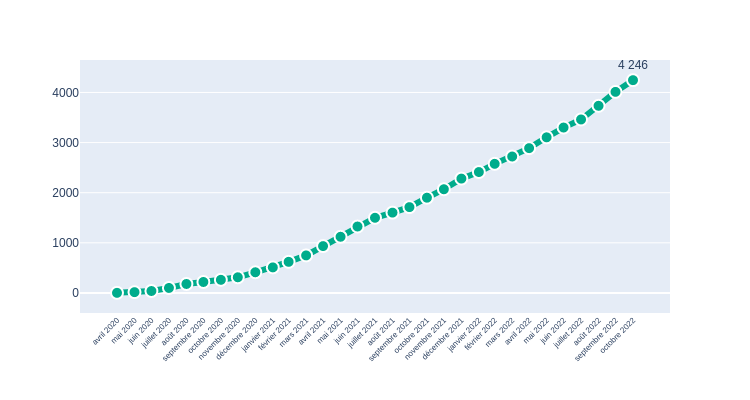 4 246
4000
3000
2000
1000
0
avril 2020
mai 2020
juin 2020
juillet 2020
août 2020
septembre 2020
octobre 2020
novembre 2020
décembre 2020
janvier 2021
février 2021
mars 2021
avril 2021
mai 2021
juin 2021
juillet 2021
août 2021
septembre 2021
octobre 2021
novembre 2021
décembre 2021
janvier 2022
février 2022
mars 2022
avril 2022
mai 2022
juin 2022
juillet 2022
août 2022
septembre 2022
octobre 2022